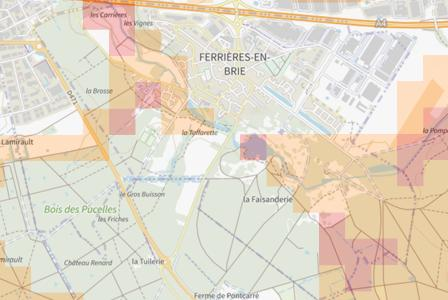 les Carrières
les Vignes
A4
FERRIÈRES-EN-
BRIE
la Brosse
D471
la Taffarette
la Pomp
Lamirault
le Gros Buisson
la Faisanderie
Bois des Pucelles
les Friches
mirault
Château Renard
la Tuilerie
Ferme de Pontcarré